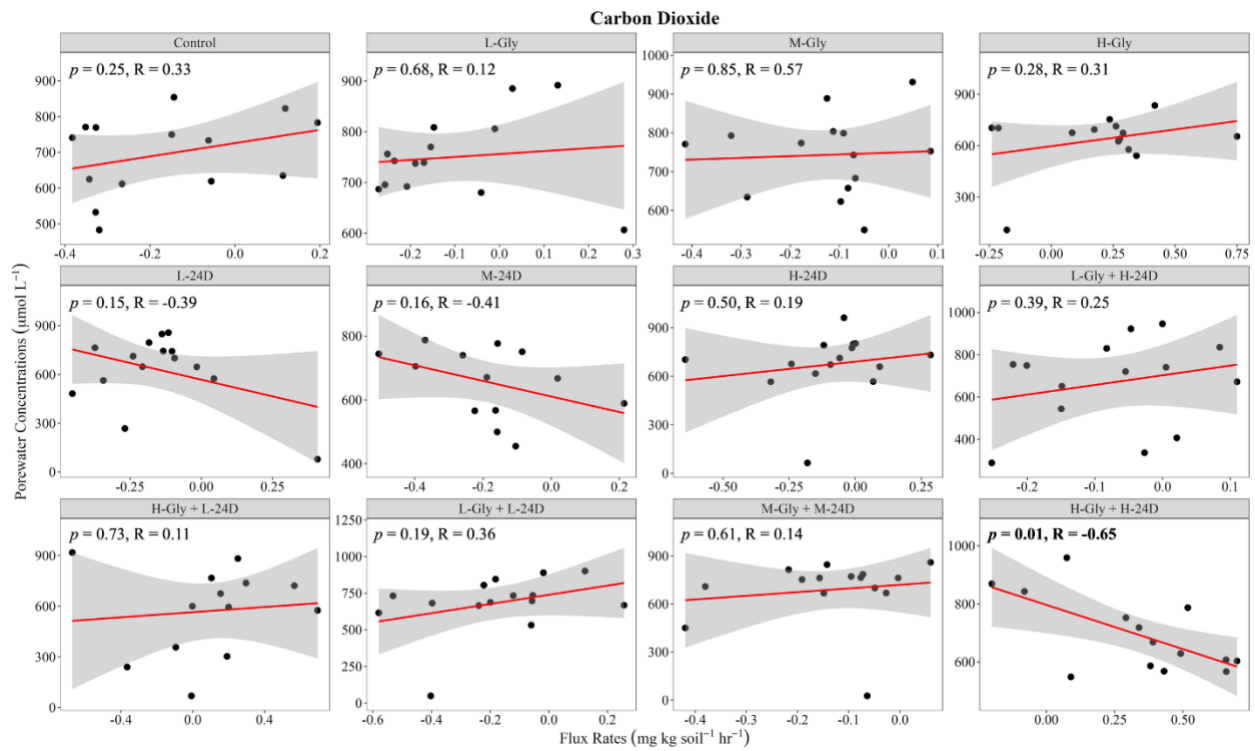 Carbon Dioxide
Control L-Gly M-Gly H-Gly
p = 0.25, R = 0.33
900
800
700
600
500
-0.4 -0.2 0.0 0.2
p = 0.68, R = 0.12
900
800
700
600
-0.2 -0.1 0.0 0.1 0.2 0.3
p = 0.85, R = 0.57
1000
900
800
700
600
-0.4 -0.3 -0.2 -0.1 0.0 0.1
p = 0.28, R = 0.31
900
600
300
-0.25 0.00 0.25 0.50 0.75
L-24D M-24D H-24D L-Gly + H-24D
p = 0.15, R = -0.39
900
600
300
0
-0.25 0.00 0.25
p = 0.16, R = -0.41
800
600
400
-0.4 -0.2 0.0 0.2
p = 0.50, R = 0.19
900
600
300
0
-0.50 -0.25 0.00 0.25
p = 0.39, R = 0.25
1000
800
600
400
-0.2 -0.1 0.0 0.1
H-Gly + L-24D L-Gly + L-24D M-Gly + M-24D H-Gly + H-24D
p = 0.73, R = 0.11
900
600
300
0
-0.4 0.0 0.4
p = 0.19, R = 0.36
1250
1000
750
500
250
0
-0.6 -0.4 -0.2 0.0 0.2
p = 0.61, R = 0.14
900
600
300
0
-0.4 -0.3 -0.2 -0.1 0.0
p = 0.01, R = -0.65
1000
800
600
0.00 0.25 0.50
Porewater Concentrations (μmol L⁻¹)
Flux Rates (mg kg soil⁻¹ hr⁻¹)